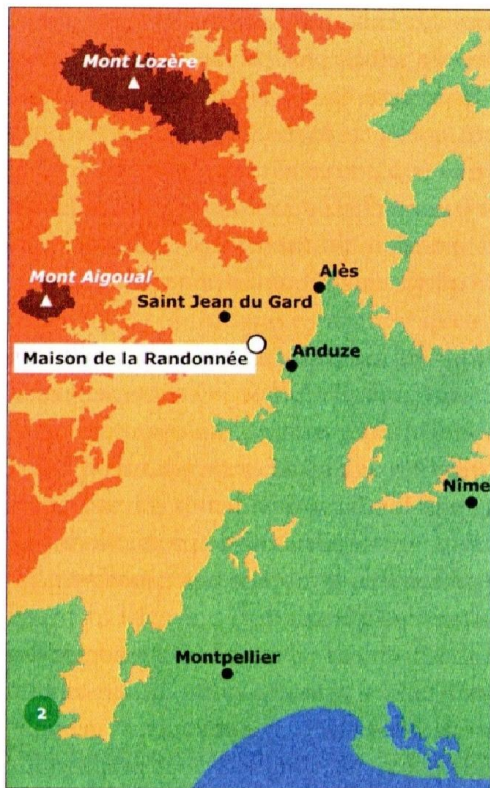 Mont Lozère
Mont Aigoual
Alès
Saint Jean du Gard
Maison de la Randonnée
Anduze
Nîme
Montpellier
2